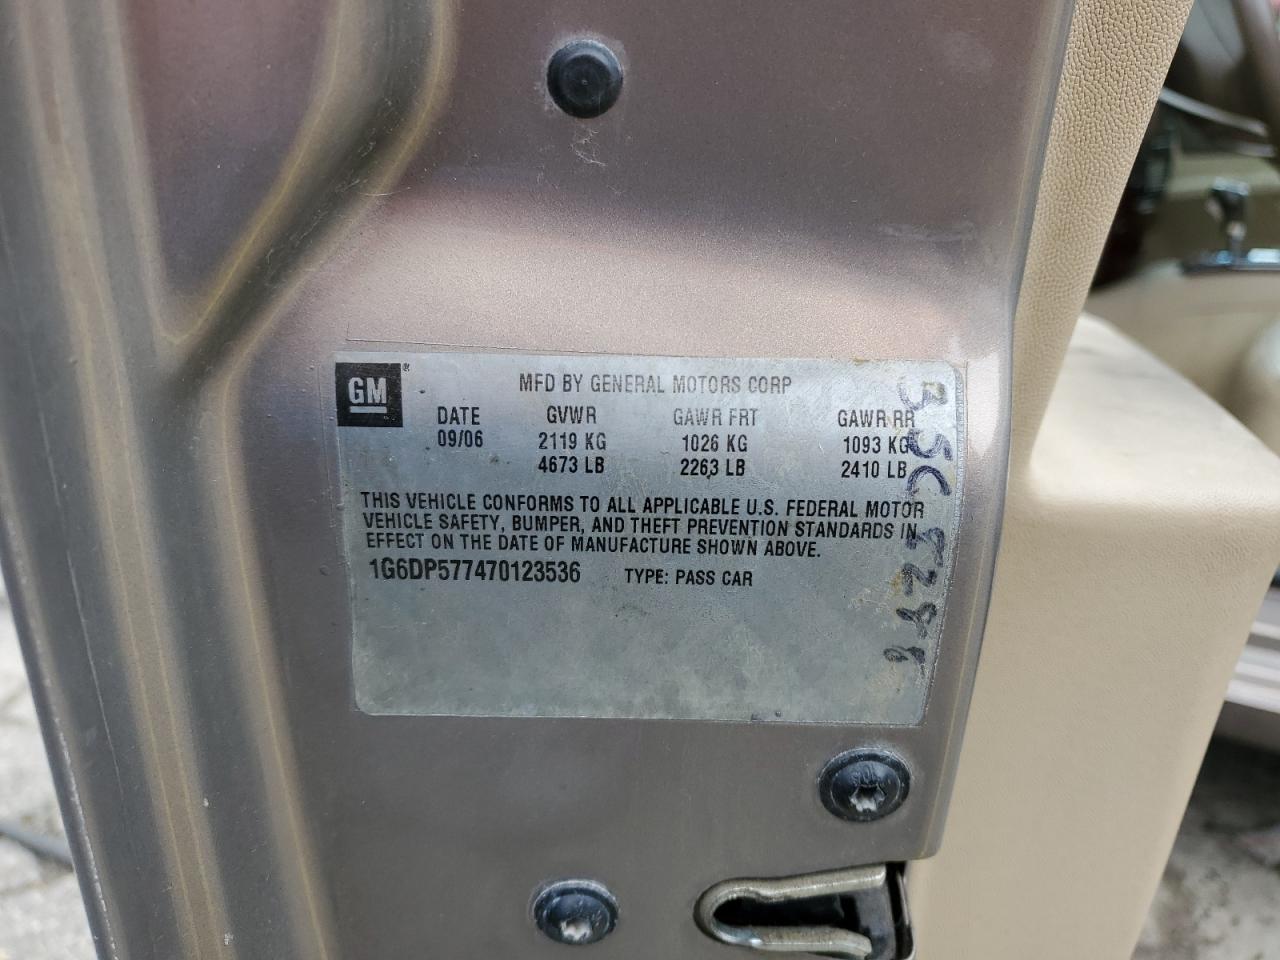 GM®
MFD BY GENERAL MOTORS CORP
DATE GVWR GAWR FRT GAWR RR
09/06 2119 KG 1026 KG 1093 KG
4673 LB 2263 LB 2410 LB
THIS VEHICLE CONFORMS TO ALL APPLICABLE U.S. FEDERAL MOTOR
VEHICLE SAFETY, BUMPER, AND THEFT PREVENTION STANDARDS IN
EFFECT ON THE DATE OF MANUFACTURE SHOWN ABOVE.
1G6DP577470123536 TYPE: PASS CAR